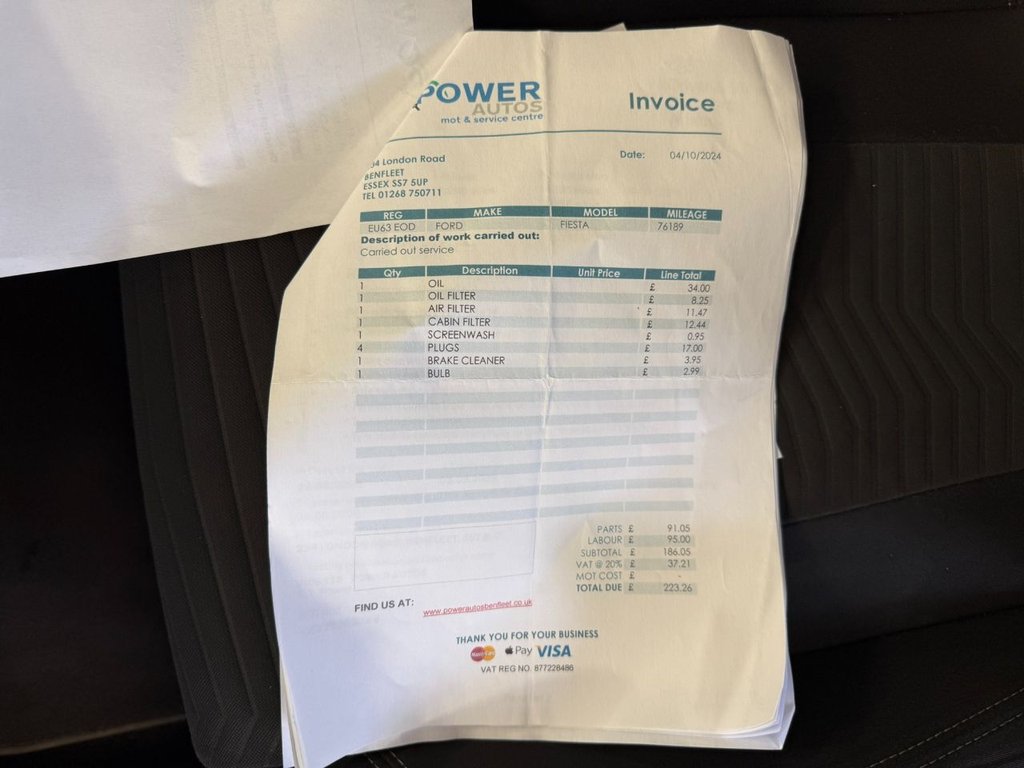 POWER
AUTOS
mot & service centre
Invoice
London Road
BENFLEET
ESSEX SS7 5UP
TEL 01268 750711
Date: 04/10/2024
REG MAKE MODEL MILEAGE
EU63 EOD FORD FIESTA 76189
Description of work carried out:
Carried out service
Qty Description Unit Price Line Total
1 OIL £ 34.00
1 OIL FILTER £ 8.25
1 AIR FILTER £ 11.47
1 CABIN FILTER £ 12.44
1 SCREENWASH £ 0.95
4 PLUGS £ 17.00
1 BRAKE CLEANER £ 3.95
1 BULB £ 2.99
PARTS £ 91.05
LABOUR £ 95.00
SUBTOTAL £ 186.05
VAT @ 20% £ 37.21
MOT COST £ -
TOTAL DUE £ 223.26
FIND US AT: www.powerautosbenfleet.co.uk
THANK YOU FOR YOUR BUSINESS
MasterCard Pay VISA
VAT REG NO. 877228486